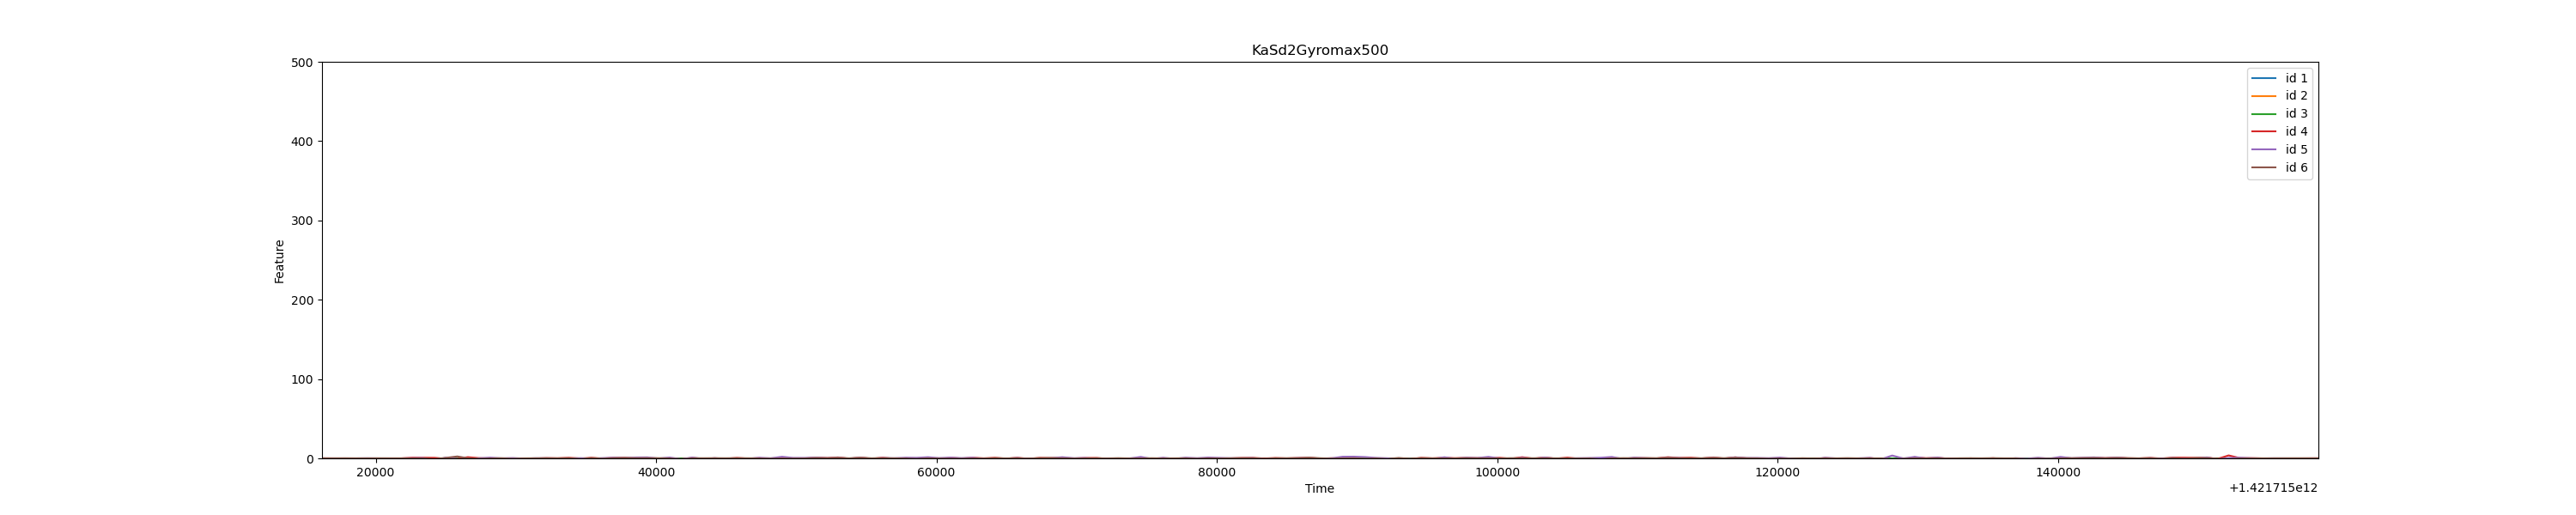 KaSd2Gyromax500
500
400
300
200
100
0
Feature
id 1
id 2
id 3
id 4
id 5
id 6
20000 40000 60000 80000 100000 120000 140000
Time
+1.421715e12